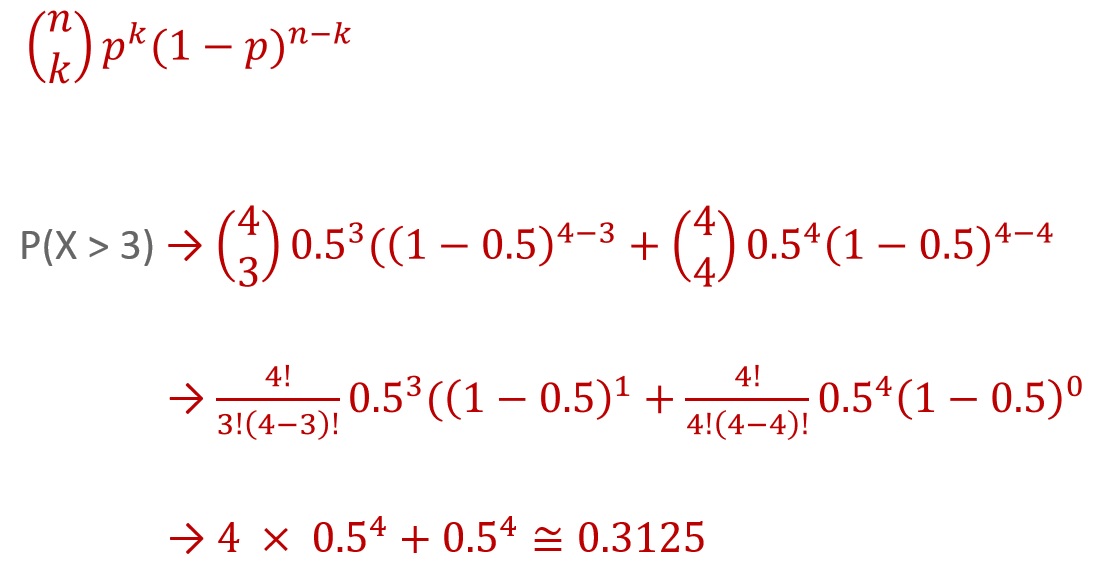 (n k) p^k (1 − p)^{n−k}
P(X > 3) → (4 3) 0.5^3 ((1 − 0.5)^{4−3} + (4 4) 0.5^4 (1 − 0.5)^{4−4}
→ 4!/3!(4−3)! 0.5^3 ((1 − 0.5)^1 + 4!/4!(4−4)! 0.5^4 (1 − 0.5)^0
→ 4 × 0.5^4 + 0.5^4 ≅ 0.3125